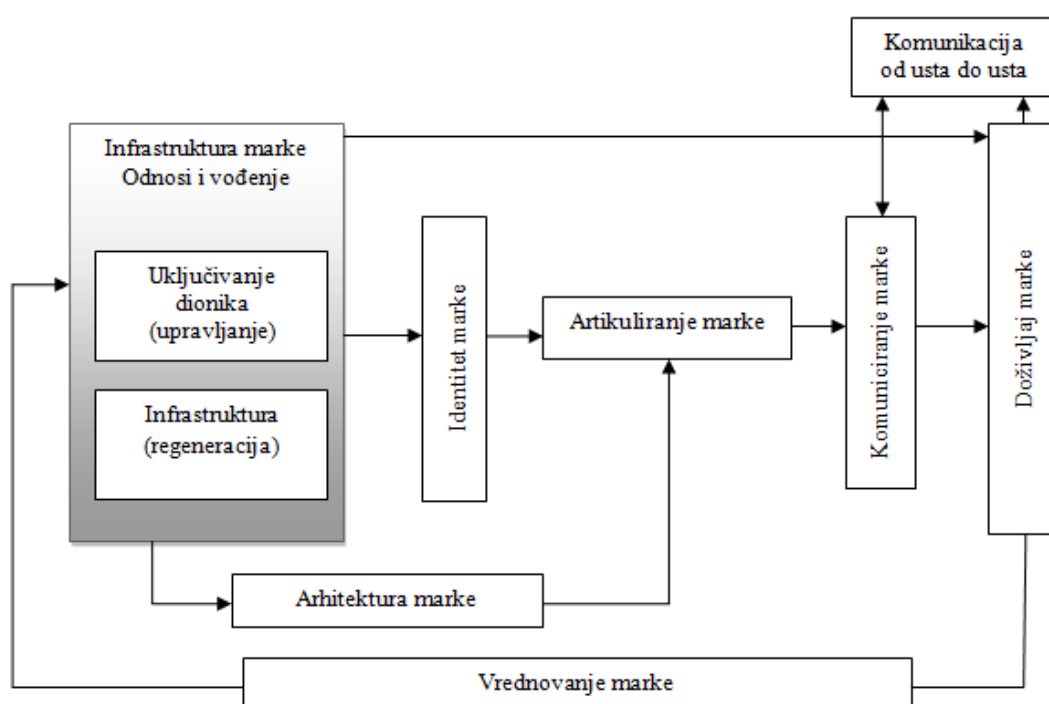 Komunikacija
od usta do usta
Infrastruktura marke
Odnosi i vođenje
Uključivanje
dionika
(upravljanje)
Infrastruktura
(regeneracija)
Identitet marke
Artikuliranje marke
Komuniciranje marke
Doživljaj marke
Arhitektura marke
Vrednovanje marke